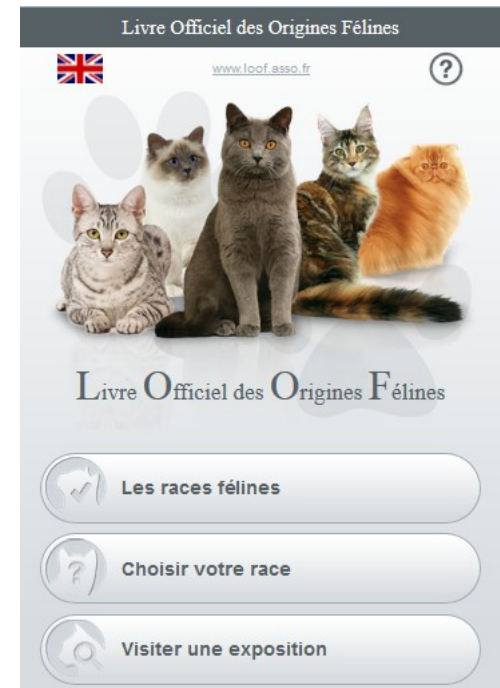 Livre Officiel des Origines Félines
www.loof.asso.fr
?
Livre Officiel des Origines Félines
Les races félines
?
Choisir votre race
Visiter une exposition